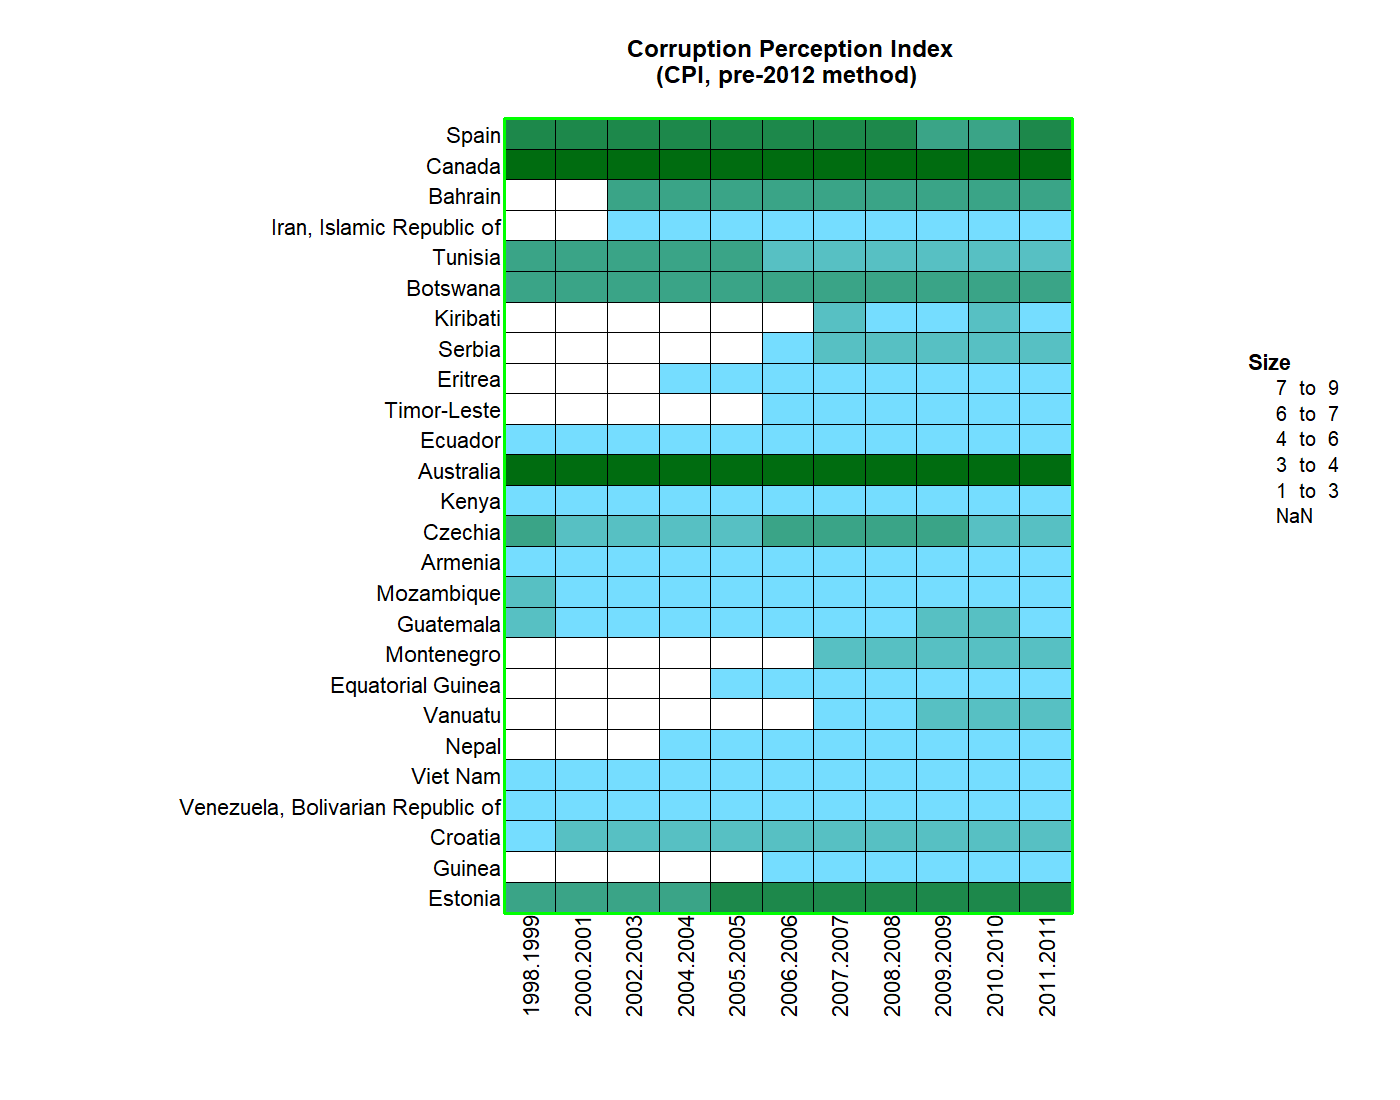 Corruption Perception Index
(CPI, pre-2012 method)
Spain
Canada
Bahrain
Iran, Islamic Republic of
Tunisia
Botswana
Kiribati
Serbia
Eritrea
Timor-Leste
Ecuador
Australia
Kenya
Czechia
Armenia
Mozambique
Guatemala
Montenegro
Equatorial Guinea
Vanuatu
Nepal
Viet Nam
Venezuela, Bolivarian Republic of
Croatia
Guinea
Estonia
1998.1999
2000.2001
2002.2003
2004.2004
2005.2005
2006.2006
2007.2007
2008.2008
2009.2009
2010.2010
2011.2011
Size
7 to 9
6 to 7
4 to 6
3 to 4
1 to 3
NaN